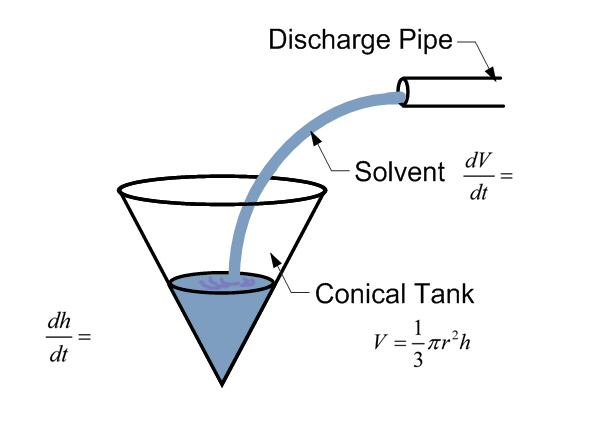 Discharge Pipe
Solvent dV/dt =
Conical Tank
dh/dt =
V = 1/3 πr²h